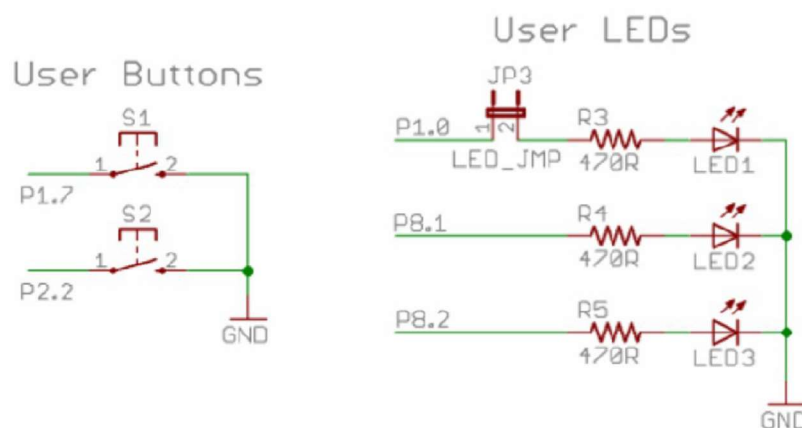 User Buttons
S1
1 2
P1.7
S2
1 2
P2.2
GND
User LEDs
JP3
P1.0
1 2
LED_JMP
R3
470R
LED1
P8.1
R4
470R
LED2
P8.2
R5
470R
LED3
GND